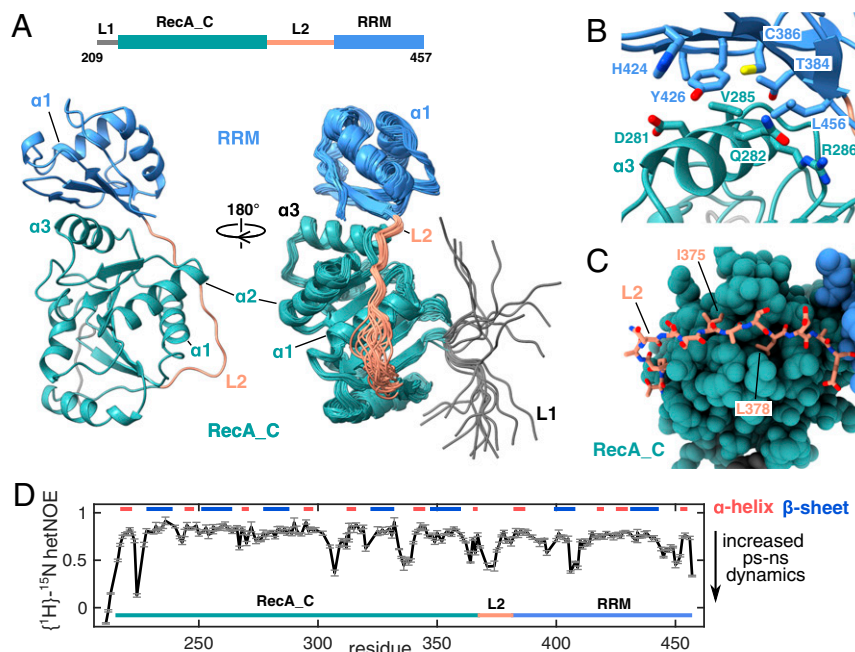 A
L1 RecA_C L2 RRM
209 457
α1
RRM
α1
α3
180°
α3
L2
α2
α1
α1
L2
L1
RecA_C
B
C386
H424
T384
Y426
V285
L456
D281
Q282
R286
α3
C
I375
L2
L378
RecA_C
D
α-helix β-sheet
{¹H}-¹⁵N hetNOE
1
0.5
0
increased
ps-ns
dynamics
RecA_C L2 RRM
250 300 350 400 450
residue